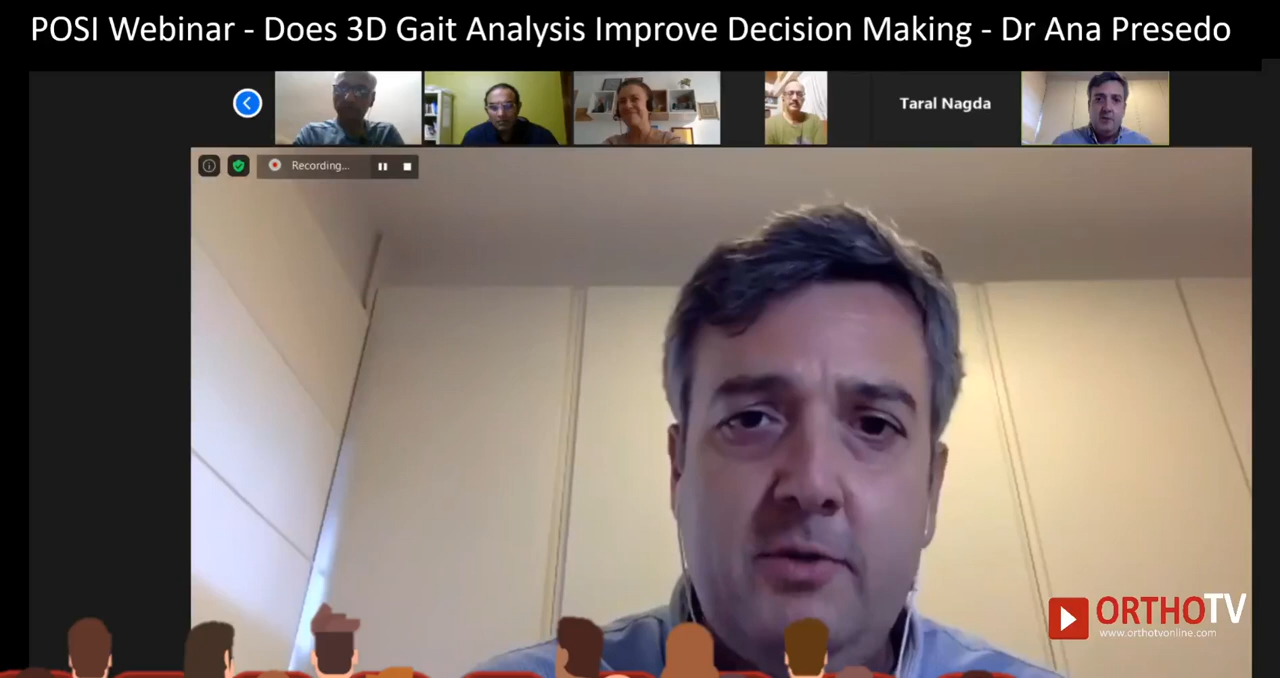 POSI Webinar - Does 3D Gait Analysis Improve Decision Making - Dr Ana Presedo
Taral Nagda
Recording...
ORTHOTV
www.orthotvonline.com